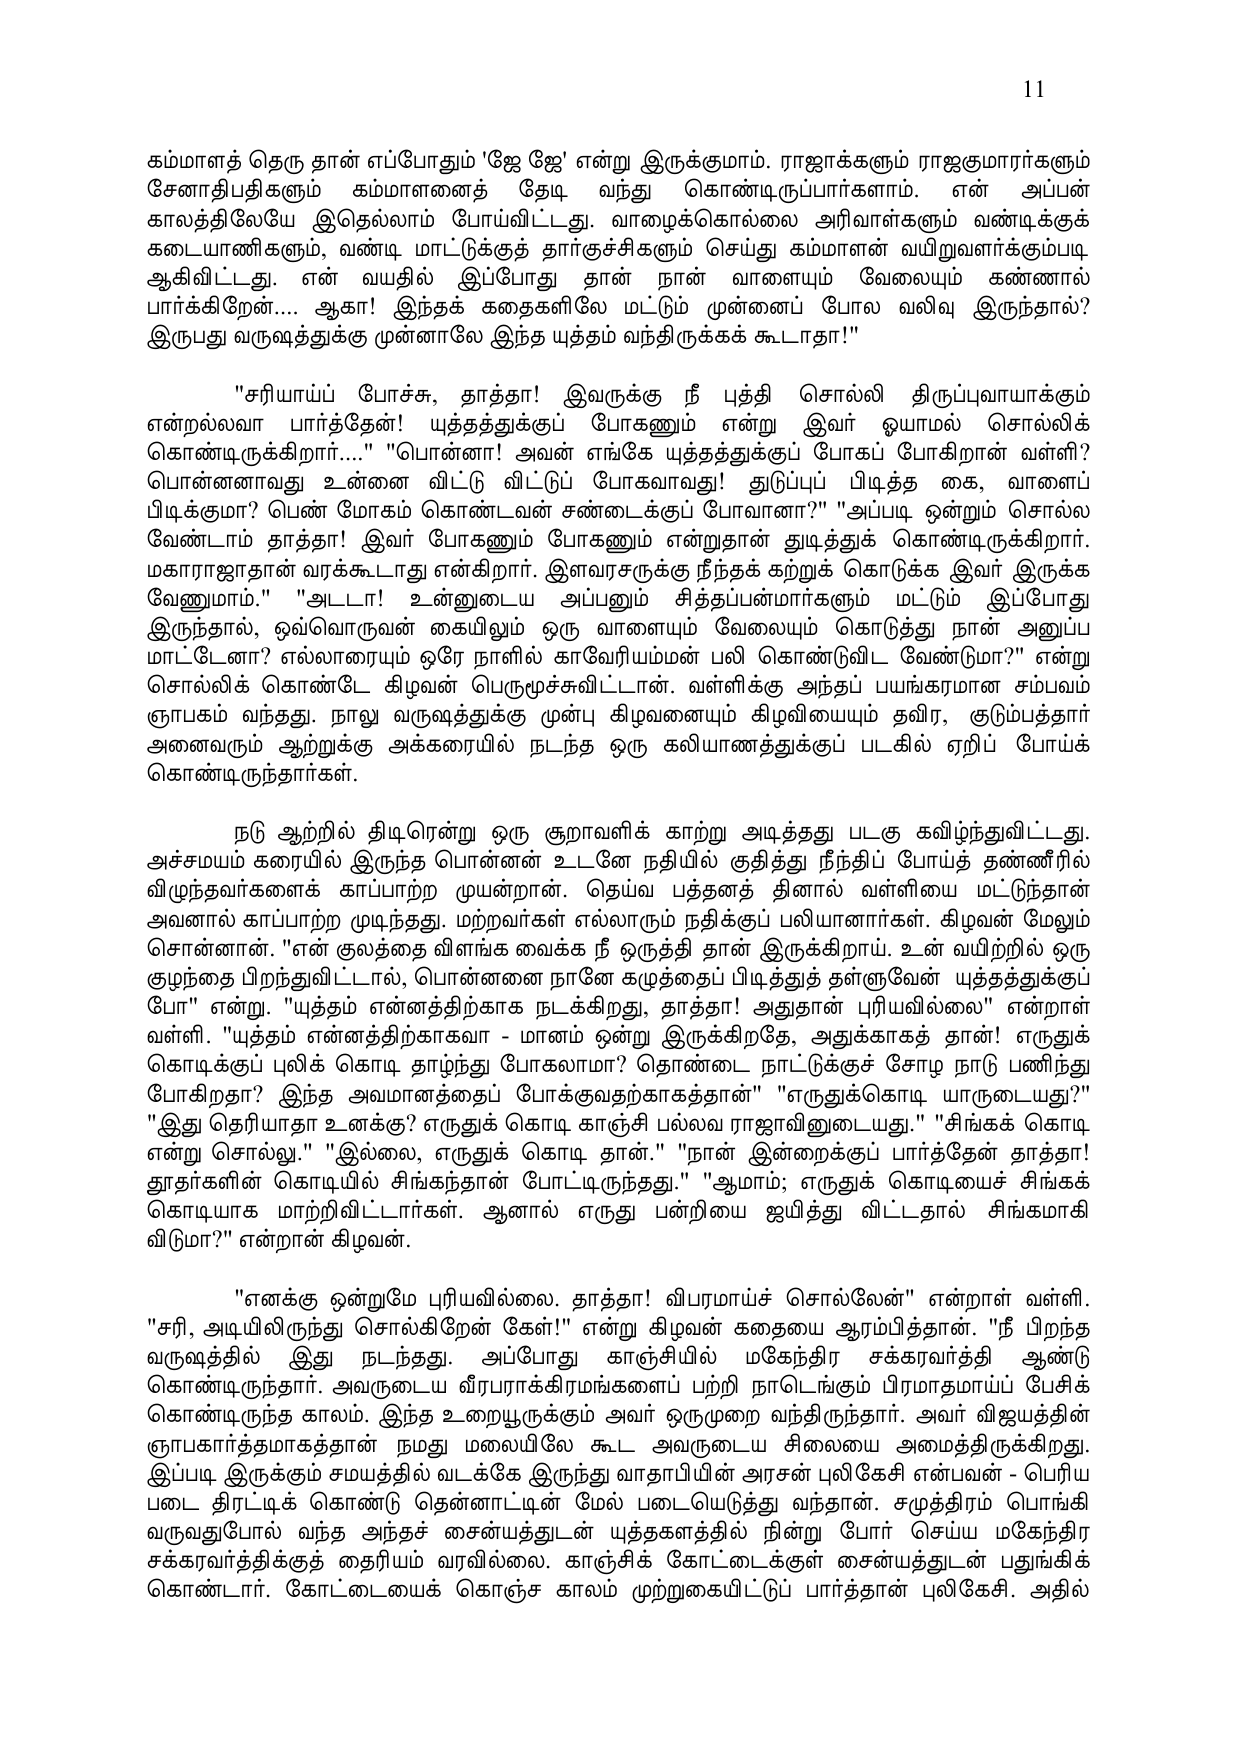 11
கம்மாளத் தெரு தான் எப்போதும் 'ஜே ஜே' என்று இருக்குமாம். ராஜாக்களும் ராஜகுமாரர்களும்
சேனாதிபதிகளும் கம்மாளனைத் தேடி வந்து கொண்டிருப்பார்களாம். என் அப்பன்
காலத்திலேயே இதெல்லாம் போய்விட்டது. வாழைக்கொல்லை அரிவாள்களும் வண்டிக்குக்
கடையாணிகளும், வண்டி மாட்டுக்குத் தார்குச்சிகளும் செய்து கம்மாளன் வயிறுவளர்க்கும்படி
ஆகிவிட்டது. என் வயதில் இப்போது தான் நான் வாளையும் வேலையும் கண்ணால்
பார்க்கிறேன்.... ஆகா! இந்தக் கதைகளிலே மட்டும் முன்னைப் போல வலிவு இருந்தால்?
இருபது வருஷத்துக்கு முன்னாலே இந்த யுத்தம் வந்திருக்கக் கூடாதா!"
"சரியாய்ப் போச்சு, தாத்தா! இவருக்கு நீ புத்தி சொல்லி திருப்புவாயாக்கும்
என்றல்லவா பார்த்தேன்! யுத்தத்துக்குப் போகணும் என்று இவர் ஓயாமல் சொல்லிக்
கொண்டிருக்கிறார்...." "பொன்னா! அவன் எங்கே யுத்தத்துக்குப் போகப் போகிறான் வள்ளி?
பொன்னனாவது உன்னை விட்டு விட்டுப் போகவாவது! துடுப்புப் பிடித்த கை, வாளைப்
பிடிக்குமா? பெண் மோகம் கொண்டவன் சண்டைக்குப் போவானா?" "அப்படி ஒன்றும் சொல்ல
வேண்டாம் தாத்தா! இவர் போகணும் போகணும் என்றுதான் துடித்துக் கொண்டிருக்கிறார்.
மகாராஜாதான் வரக்கூடாது என்கிறார். இளவரசருக்கு நீந்தக் கற்றுக் கொடுக்க இவர் இருக்க
வேணுமாம்." "அடடா! உன்னுடைய அப்பனும் சித்தப்பன்மார்களும் மட்டும் இப்போது
இருந்தால், ஒவ்வொருவன் கையிலும் ஒரு வாளையும் வேலையும் கொடுத்து நான் அனுப்ப
மாட்டேனா? எல்லாரையும் ஒரே நாளில் காவேரியம்மன் பலி கொண்டுவிட வேண்டுமா?" என்று
சொல்லிக் கொண்டே கிழவன் பெருமூச்சுவிட்டான். வள்ளிக்கு அந்தப் பயங்கரமான சம்பவம்
ஞாபகம் வந்தது. நாலு வருஷத்துக்கு முன்பு கிழவனையும் கிழவியையும் தவிர, குடும்பத்தார்
அனைவரும் ஆற்றுக்கு அக்கரையில் நடந்த ஒரு கலியாணத்துக்குப் படகில் ஏறிப் போய்க்
கொண்டிருந்தார்கள்.
நடு ஆற்றில் திடிரென்று ஒரு சூறாவளிக் காற்று அடித்தது படகு கவிழ்ந்துவிட்டது.
அச்சமயம் கரையில் இருந்த பொன்னன் உடனே நதியில் குதித்து நீந்திப் போய்த் தண்ணீரில்
விழுந்தவர்களைக் காப்பாற்ற முயன்றான். தெய்வ பத்தனத் தினால் வள்ளியை மட்டுந்தான்
அவனால் காப்பாற்ற முடிந்தது. மற்றவர்கள் எல்லாரும் நதிக்குப் பலியானார்கள். கிழவன் மேலும்
சொன்னான். "என் குலத்தை விளங்க வைக்க நீ ஒருத்தி தான் இருக்கிறாய். உன் வயிற்றில் ஒரு
குழந்தை பிறந்துவிட்டால், பொன்னனை நானே கழுத்தைப் பிடித்துத் தள்ளுவேன் யுத்தத்துக்குப்
போ" என்று. "யுத்தம் என்னத்திற்காக நடக்கிறது, தாத்தா! அதுதான் புரியவில்லை" என்றாள்
வள்ளி. "யுத்தம் என்னத்திற்காகவா - மானம் ஒன்று இருக்கிறதே, அதுக்காகத் தான்! எருதுக்
கொடிக்குப் புலிக் கொடி தாழ்ந்து போகலாமா? தொண்டை நாட்டுக்குச் சோழ நாடு பணிந்து
போகிறதா? இந்த அவமானத்தைப் போக்குவதற்காகத்தான்" "எருதுக்கொடி யாருடையது?"
"இது தெரியாதா உனக்கு? எருதுக் கொடி காஞ்சி பல்லவ ராஜாவினுடையது." "சிங்கக் கொடி
என்று சொல்லு." "இல்லை, எருதுக் கொடி தான்." "நான் இன்றைக்குப் பார்த்தேன் தாத்தா!
தூதர்களின் கொடியில் சிங்கந்தான் போட்டிருந்தது." "ஆமாம்; எருதுக் கொடியைச் சிங்கக்
கொடியாக மாற்றிவிட்டார்கள். ஆனால் எருது பன்றியை ஜயித்து விட்டதால் சிங்கமாகி
விடுமா?" என்றான் கிழவன்.
"எனக்கு ஒன்றுமே புரியவில்லை. தாத்தா! விபரமாய்ச் சொல்லேன்" என்றாள் வள்ளி.
"சரி, அடியிலிருந்து சொல்கிறேன் கேள்!" என்று கிழவன் கதையை ஆரம்பித்தான். "நீ பிறந்த
வருஷத்தில் இது நடந்தது. அப்போது காஞ்சியில் மகேந்திர சக்கரவர்த்தி ஆண்டு
கொண்டிருந்தார். அவருடைய வீரபராக்கிரமங்களைப் பற்றி நாடெங்கும் பிரமாதமாய்ப் பேசிக்
கொண்டிருந்த காலம். இந்த உறையூருக்கும் அவர் ஒருமுறை வந்திருந்தார். அவர் விஜயத்தின்
ஞாபகார்த்தமாகத்தான் நமது மலையிலே கூட அவருடைய சிலையை அமைத்திருக்கிறது.
இப்படி இருக்கும் சமயத்தில் வடக்கே இருந்து வாதாபியின் அரசன் புலிகேசி என்பவன் - பெரிய
படை திரட்டிக் கொண்டு தென்னாட்டின் மேல் படையெடுத்து வந்தான். சமுத்திரம் பொங்கி
வருவதுபோல் வந்த அந்தச் சைன்யத்துடன் யுத்தகளத்தில் நின்று போர் செய்ய மகேந்திர
சக்கரவர்த்திக்குத் தைரியம் வரவில்லை. காஞ்சிக் கோட்டைக்குள் சைன்யத்துடன் பதுங்கிக்
கொண்டார். கோட்டையைக் கொஞ்ச காலம் முற்றுகையிட்டுப் பார்த்தான் புலிகேசி. அதில்